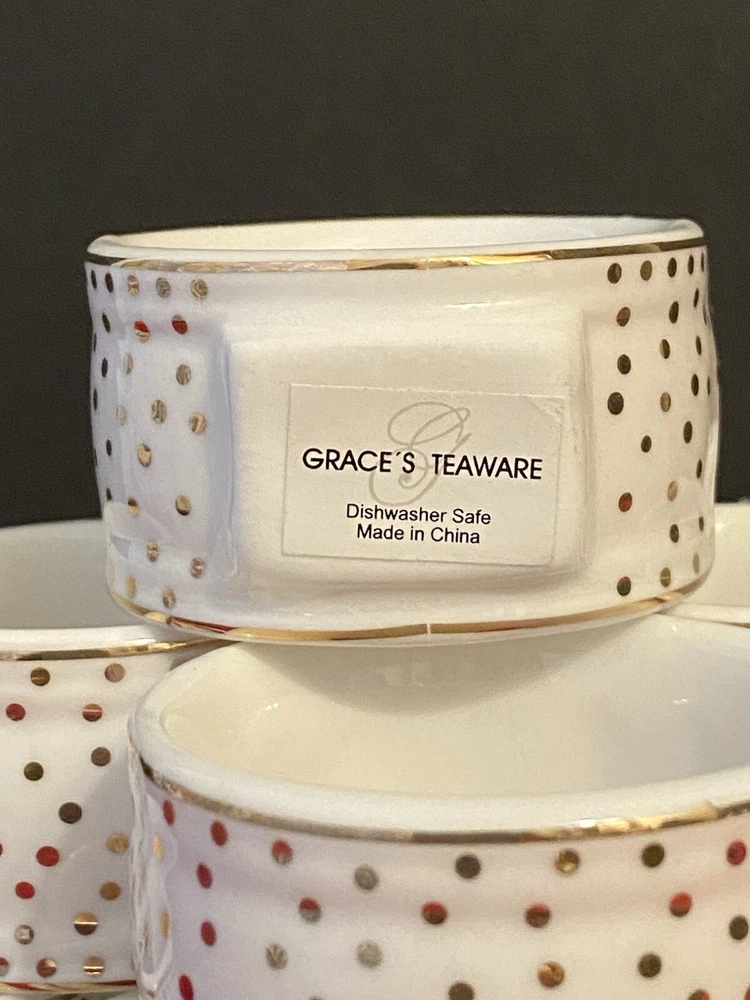 G
GRACE´S TEAWARE
Dishwasher Safe
Made in China